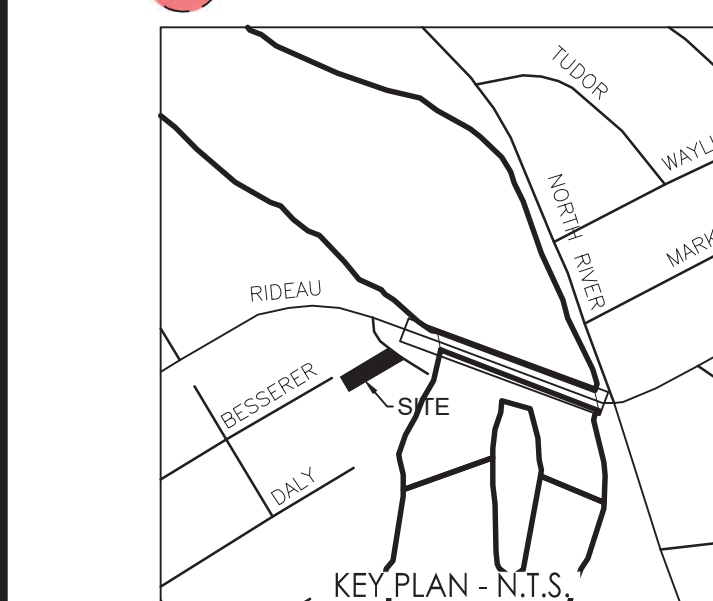 TUDOR
WAYL
NORTH RIVER
MARK
RIDEAU
BESSERER
SITE
DALY
KEY PLAN - N.T.S.